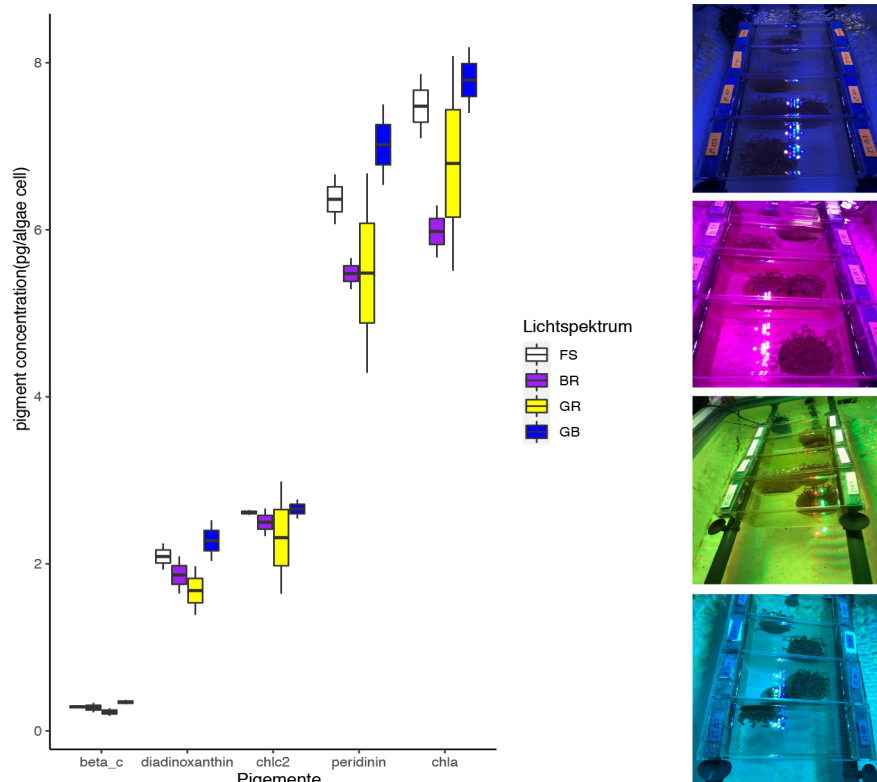 pigment concentration(pg/algae cell)
8
6
4
2
0
beta_c diadinoxanthin chlc2 peridinin chla
Pigemente
Lichtspektrum
FS
BR
GR
GB